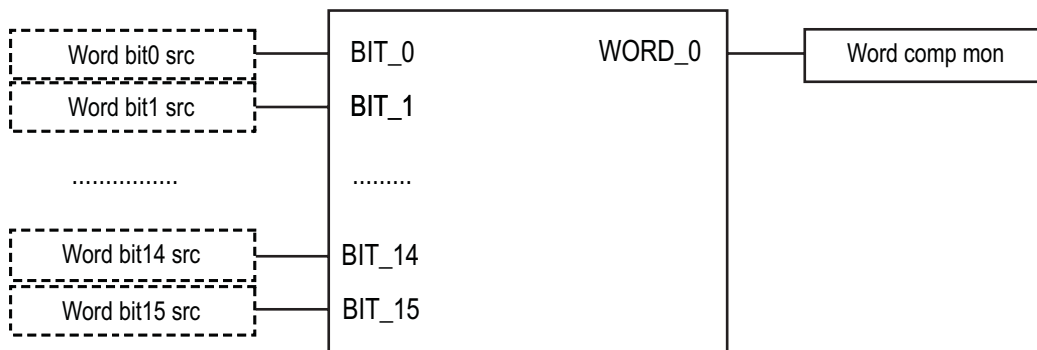 Word bit0 src BIT_0 WORD_0 Word comp mon
Word bit1 src BIT_1
................ .........
Word bit14 src BIT_14
Word bit15 src BIT_15